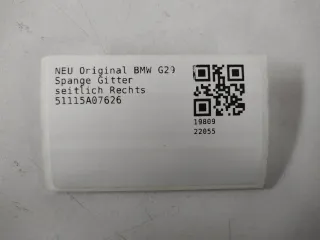 NEU Original BMW G29
Spange Gitter
seitlich Rechts
51115A07626
19809
22055